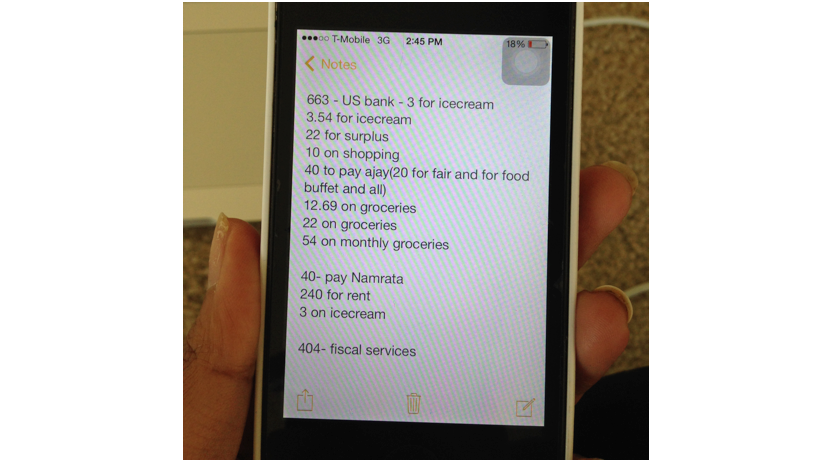 T-Mobile 3G 2:45 PM 18%
Notes
663 - US bank - 3 for icecream
3.54 for icecream
22 for surplus
10 on shopping
40 to pay ajay(20 for fair and for food
buffet and all)
12.69 on groceries
22 on groceries
54 on monthly groceries
40- pay Namrata
240 for rent
3 on icecream
404- fiscal services